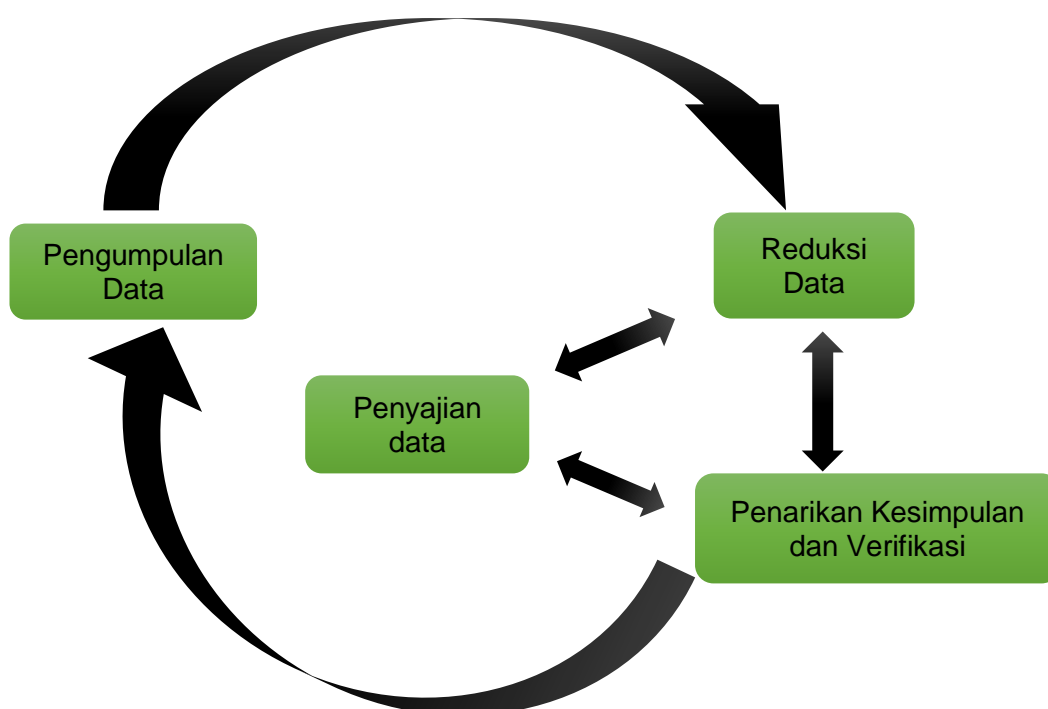 Pengumpulan
Data
Reduksi
Data
Penyajian
data
Penarikan Kesimpulan
dan Verifikasi